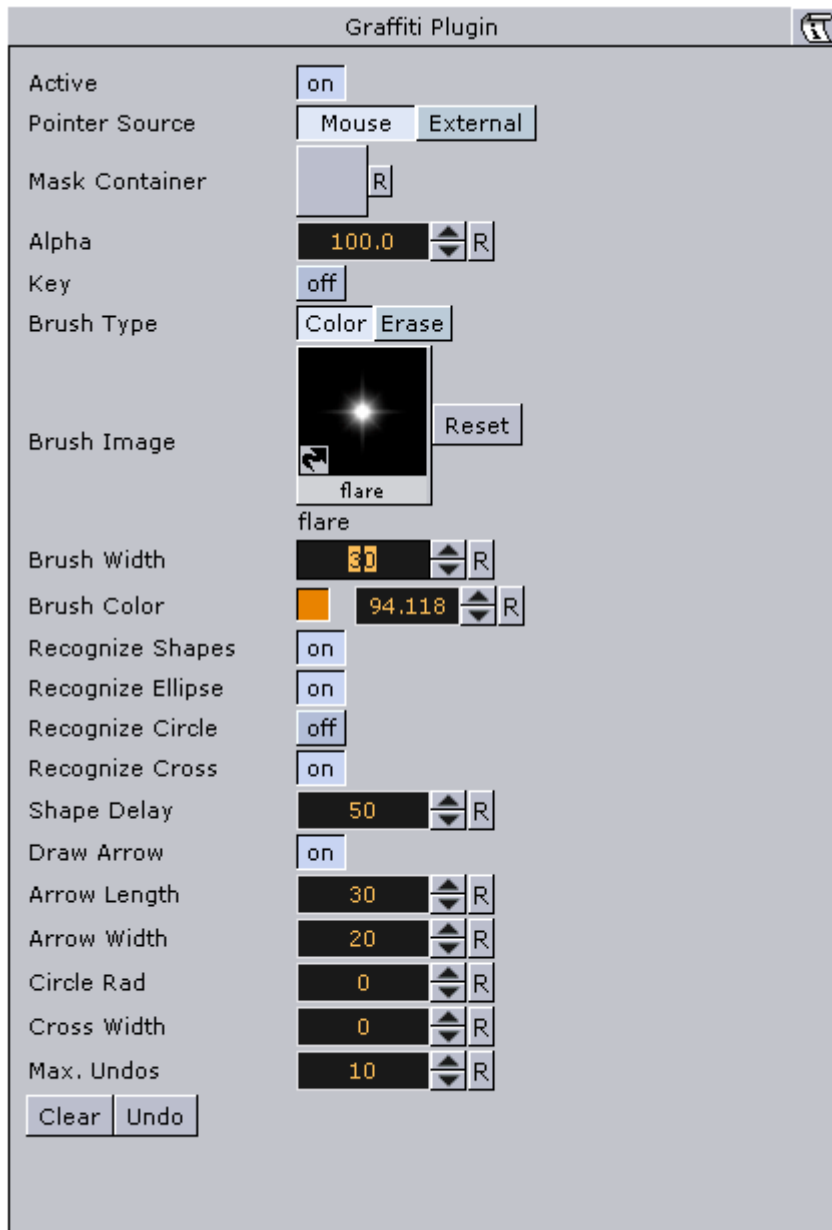 Graffiti Plugin
Active on
Pointer Source Mouse External
Mask Container R
Alpha 100.0 R
Key off
Brush Type Color Erase
Brush Image flare Reset
flare
Brush Width 30 R
Brush Color 94.118 R
Recognize Shapes on
Recognize Ellipse on
Recognize Circle off
Recognize Cross on
Shape Delay 50 R
Draw Arrow on
Arrow Length 30 R
Arrow Width 20 R
Circle Rad 0 R
Cross Width 0 R
Max. Undos 10 R
Clear Undo